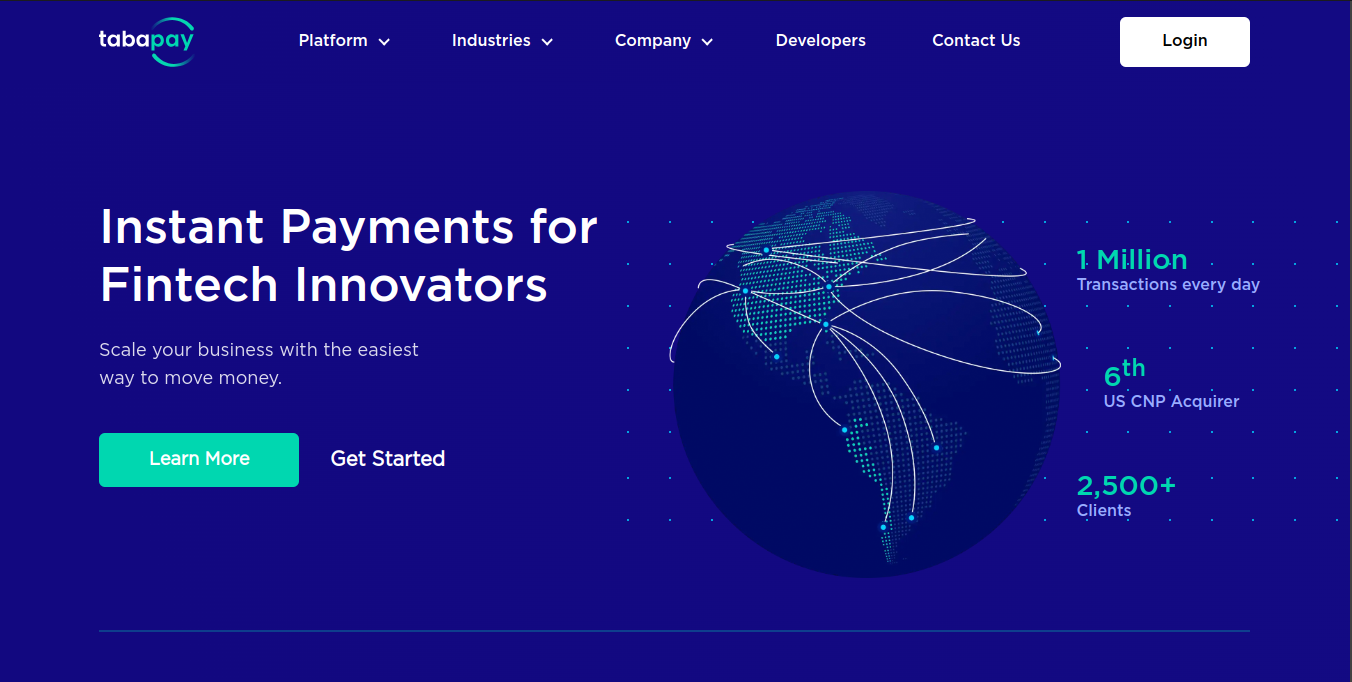 tabapay
Platform
Industries
Company
Developers
Contact Us
Login
Instant Payments for
Fintech Innovators
Scale your business with the easiest
way to move money.
Learn More
Get Started
1 Million
Transactions every day
6th
US CNP Acquirer
2,500+
Clients